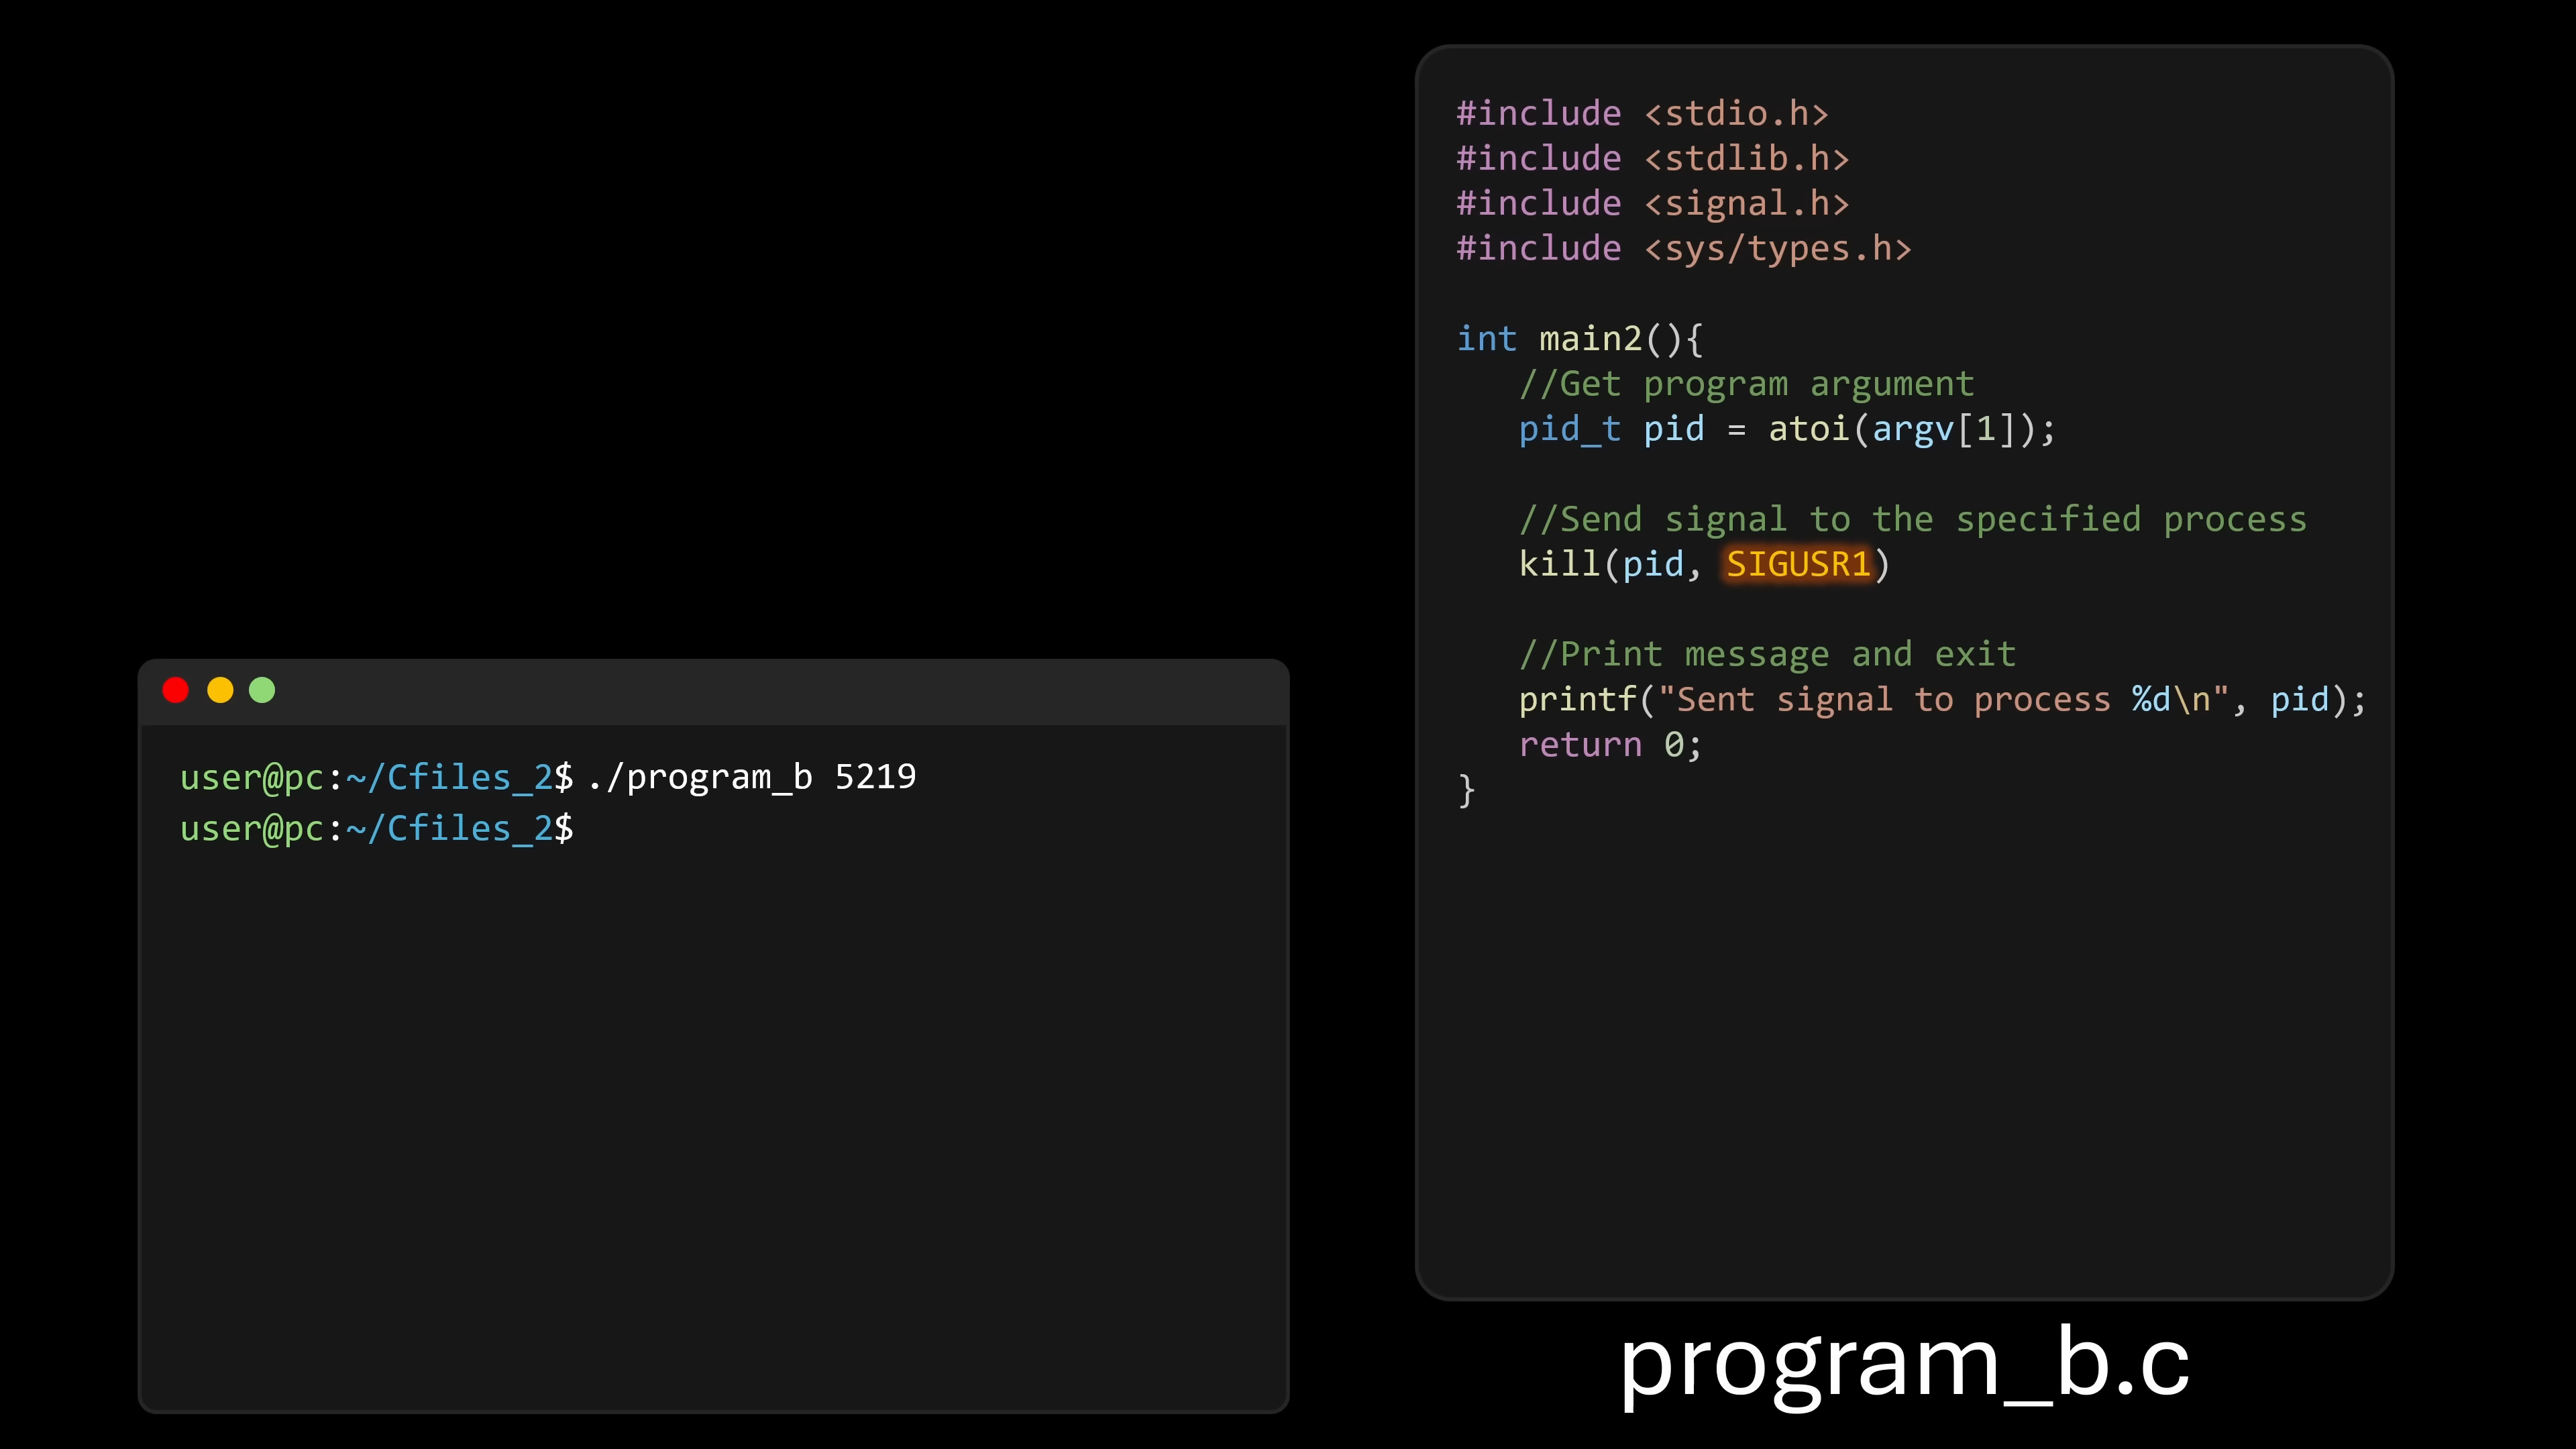 user@pc:~/Cfiles_2$ ./program_b 5219
user@pc:~/Cfiles_2$
#include <stdio.h>
#include <stdlib.h>
#include <signal.h>
#include <sys/types.h>
int main2(){
//Get program argument
pid_t pid = atoi(argv[1]);
//Send signal to the specified process
kill(pid, SIGUSR1)
//Print message and exit
printf("Sent signal to process %d\n", pid);
return 0;
}
program_b.c